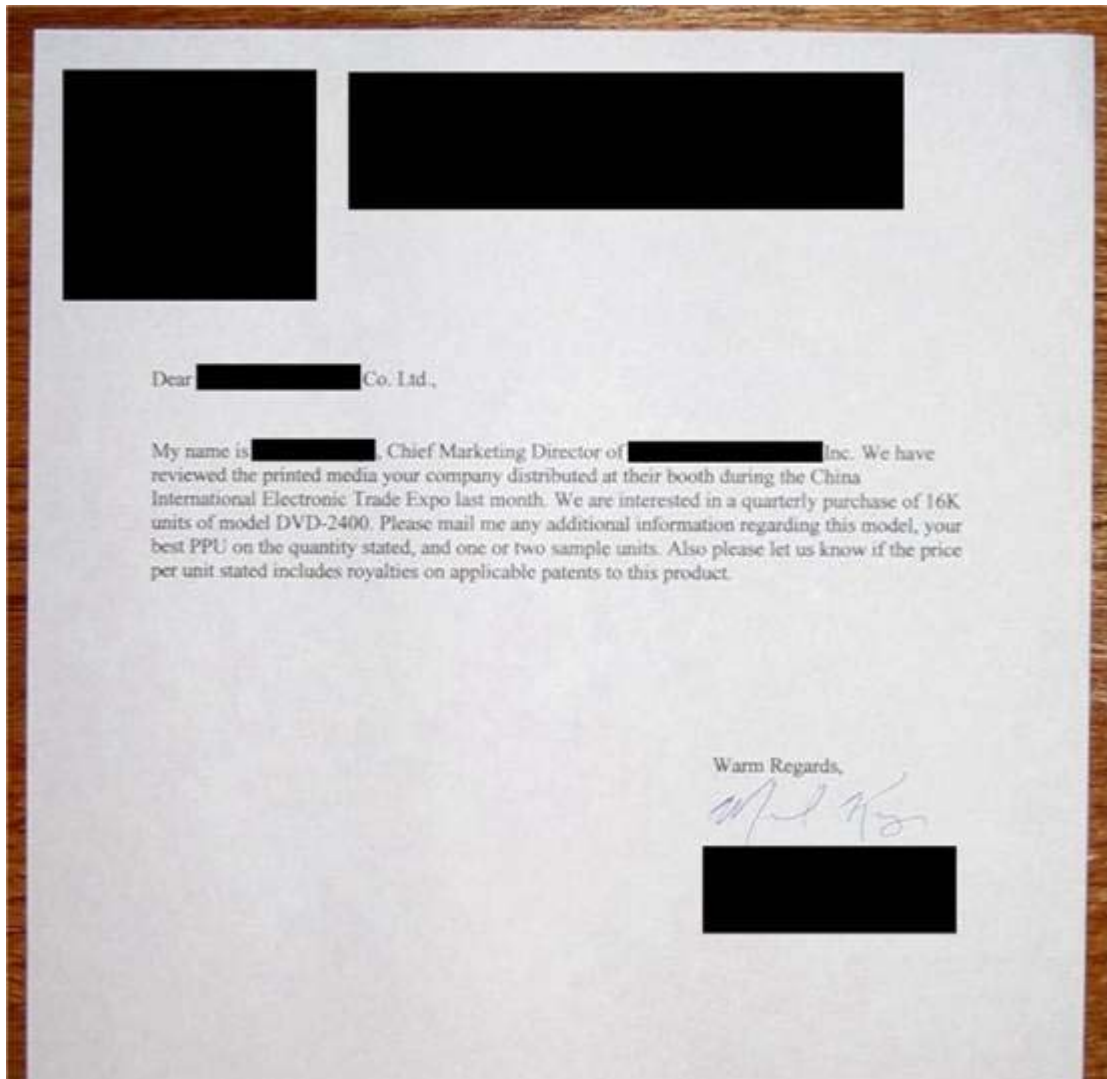 Dear Co. Ltd.,
My name is , Chief Marketing Director of Inc. We have
reviewed the printed media your company distributed at their booth during the China
International Electronic Trade Expo last month. We are interested in a quarterly purchase of 16K
units of model DVD-2400. Please mail me any additional information regarding this model, your
best PPU on the quantity stated, and one or two sample units. Also please let us know if the price
per unit stated includes royalties on applicable patents to this product.
Warm Regards,